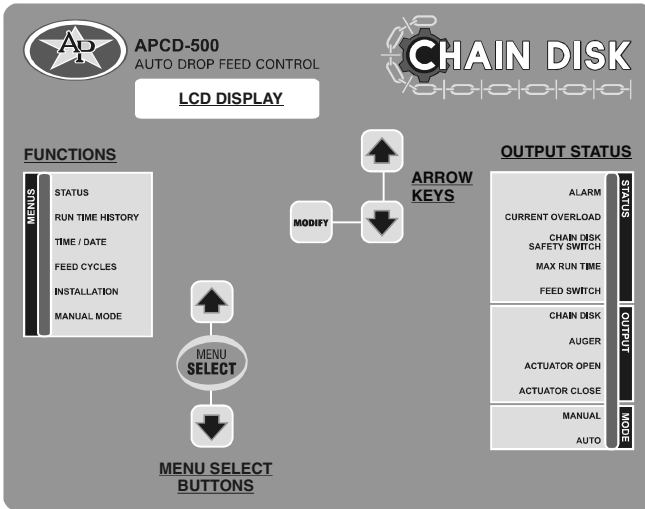 AP
APCD-500
AUTO DROP FEED CONTROL
LCD DISPLAY
CHAIN DISK
FUNCTIONS
MENUS
STATUS
RUN TIME HISTORY
TIME / DATE
FEED CYCLES
INSTALLATION
MANUAL MODE
MODIFY
ARROW
KEYS
MENU
SELECT
MENU SELECT
BUTTONS
OUTPUT STATUS
STATUS
ALARM
CURRENT OVERLOAD
CHAIN DISK
SAFETY SWITCH
MAX RUN TIME
FEED SWITCH
OUTPUT
CHAIN DISK
AUGER
ACTUATOR OPEN
ACTUATOR CLOSE
MODE
MANUAL
AUTO